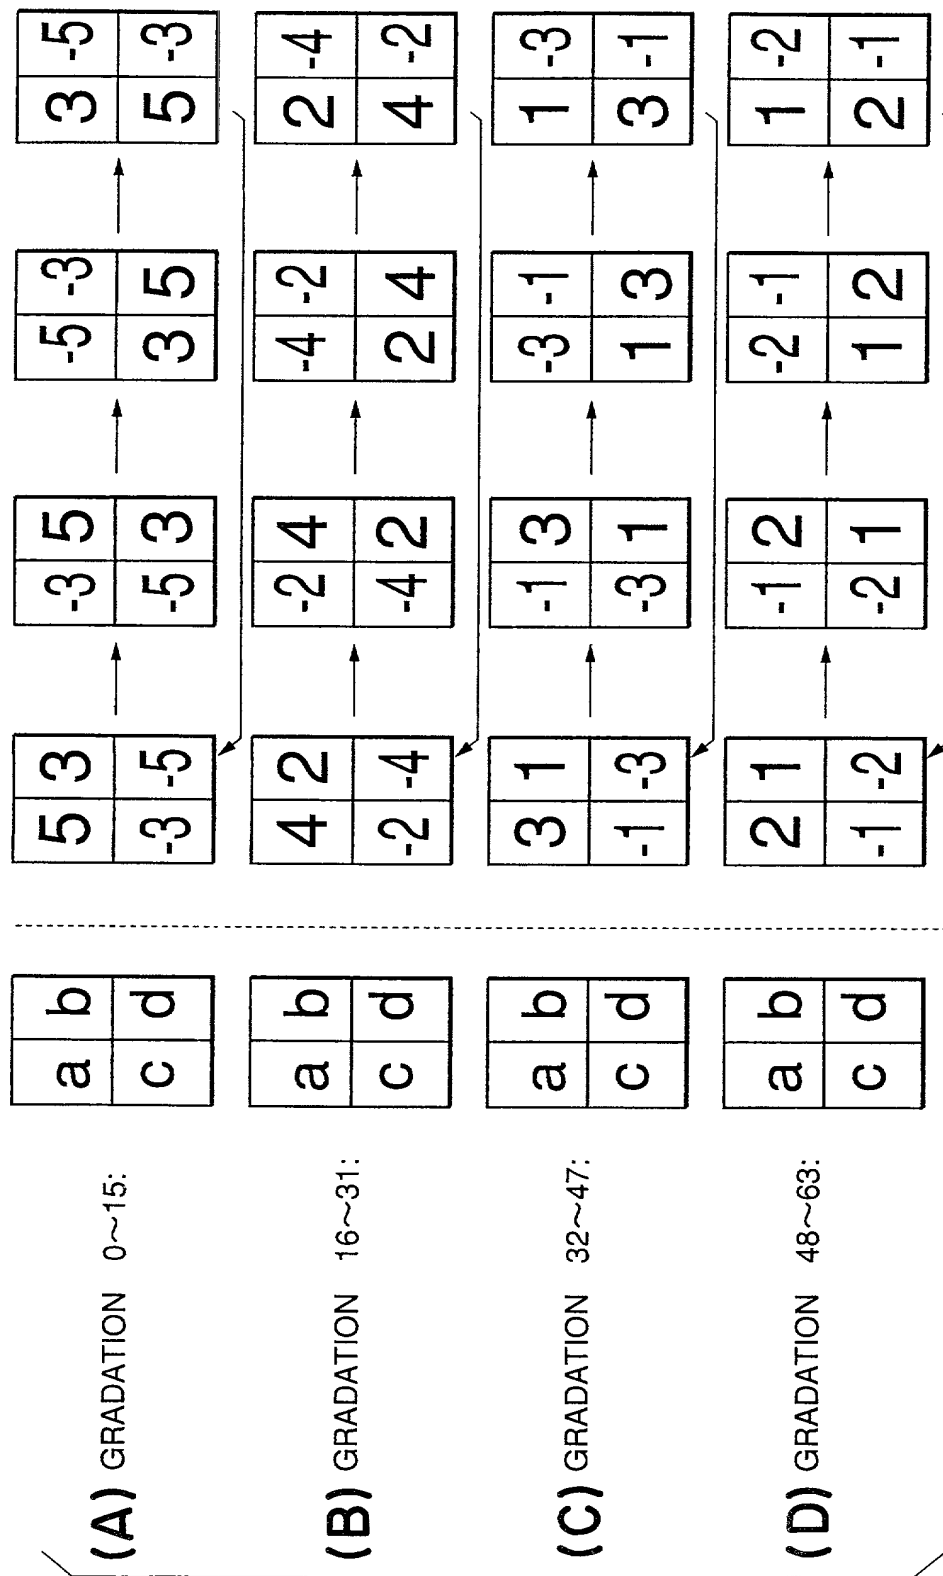 (A) GRADATION 0~15:
a b 5 3 -3 5 -5 -3 3 -5
c d -3 -5 -5 3 3 5 5 -3
(B) GRADATION 16~31:
a b 4 2 -2 4 -4 -2 2 -4
c d -2 -4 -4 2 2 4 4 -2
(C) GRADATION 32~47:
a b 3 1 -1 3 -3 -1 1 -3
c d -1 -3 -3 1 1 3 3 -1
(D) GRADATION 48~63:
a b 2 1 -1 2 -2 -1 1 -2
c d -1 -2 -2 1 1 2 2 -1